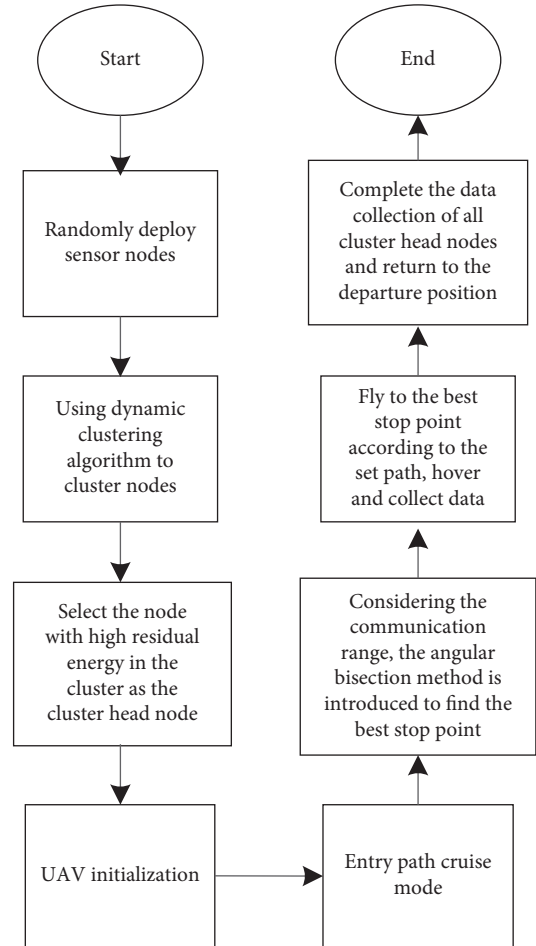 Start
Randomly deploy
sensor nodes
Using dynamic
clustering
algorithm to
cluster nodes
Select the node
with high residual
energy in the
cluster as the
cluster head node
UAV initialization
Entry path cruise
mode
Considering the
communication
range, the angular
bisection method is
introduced to find the
best stop point
Fly to the best
stop point
according to the
set path, hover
and collect data
Complete the data
collection of all
cluster head nodes
and return to the
departure position
End